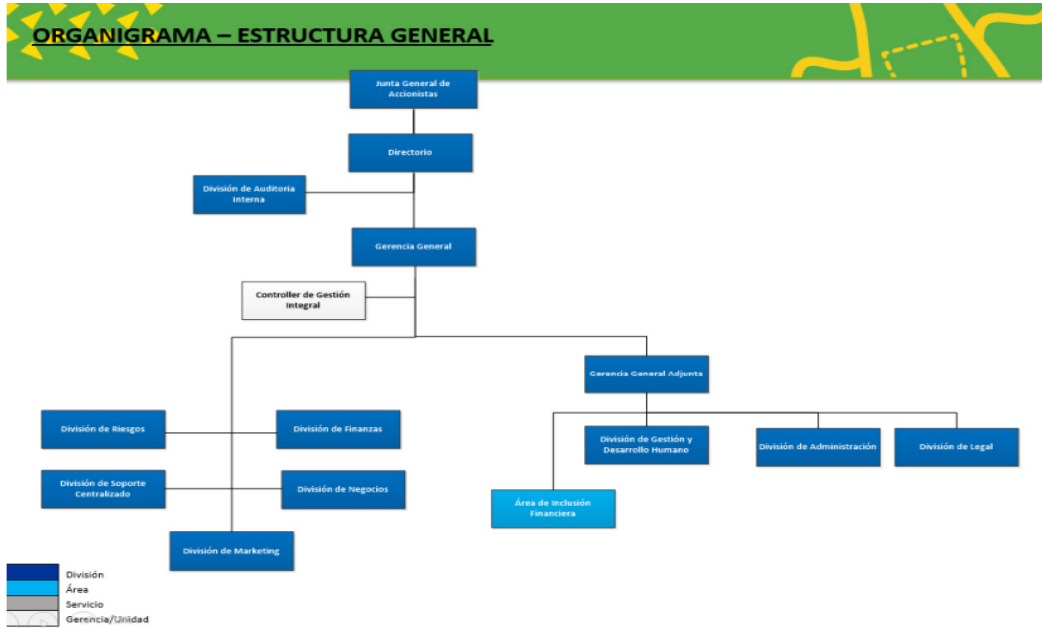 ORGANIGRAMA – ESTRUCTURA GENERAL
Junta General de
Accionistas
Directorio
División de Auditoria
Interna
Gerencia General
Controller de Gestión
Integral
Gerencia General Adjunta
División de Riesgos
División de Finanzas
División de Gestión y
Desarrollo Humano
División de Administración
División de Legal
División de Soporte
Centralizado
División de Negocios
Área de Inclusión
Financiera
División de Marketing
División
Área
Servicio
Gerencia/Unidad